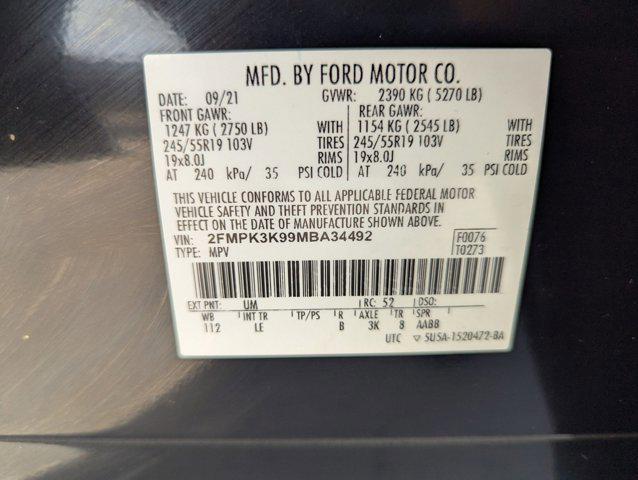 MFD. BY FORD MOTOR CO.
DATE: 09/21 GVWR: 2390 KG ( 5270 LB)
FRONT GAWR: REAR GAWR:
1247 KG ( 2750 LB) WITH 1154 KG ( 2545 LB) WITH
245/55R19 103V TIRES 245/55R19 103V TIRES
19x8.0J RIMS 19x8.0J RIMS
AT 240 kPa/ 35 PSI COLD AT 240 kPa/ 35 PSI COLD
THIS VEHICLE CONFORMS TO ALL APPLICABLE FEDERAL MOTOR
VEHICLE SAFETY AND THEFT PREVENTION STANDARDS IN
EFFECT ON THE DATE OF MANUFACTURE SHOWN ABOVE.
VIN: 2FMPK3K99MBA34492 F0076
TYPE: MPV T0273
EXT PNT: UM RC: 52 DSO:
WB INT TR TP/PS R AXLE TR SPR
112 LE B 3K 8 AABB
UTC ▽ 5U5A-1520472-BA